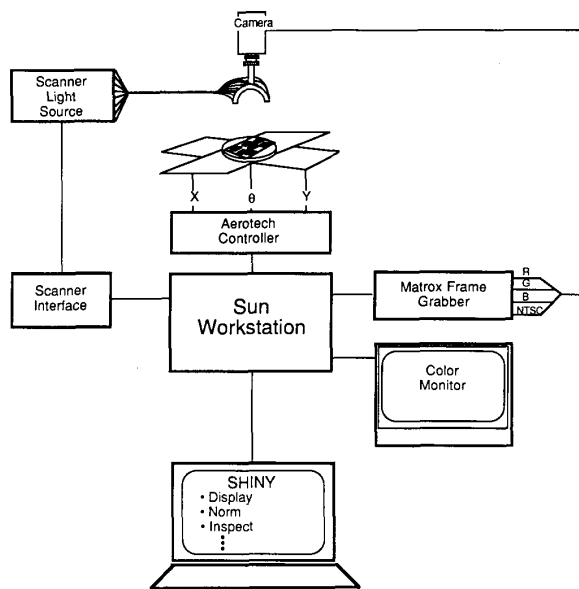 Camera
Scanner
Light
Source
X
θ
Y
Aerotech
Controller
Scanner
Interface
Sun
Workstation
Matrox Frame
Grabber
R
G
B
NTSC
Color
Monitor
SHINY
• Display
• Norm
• Inspect